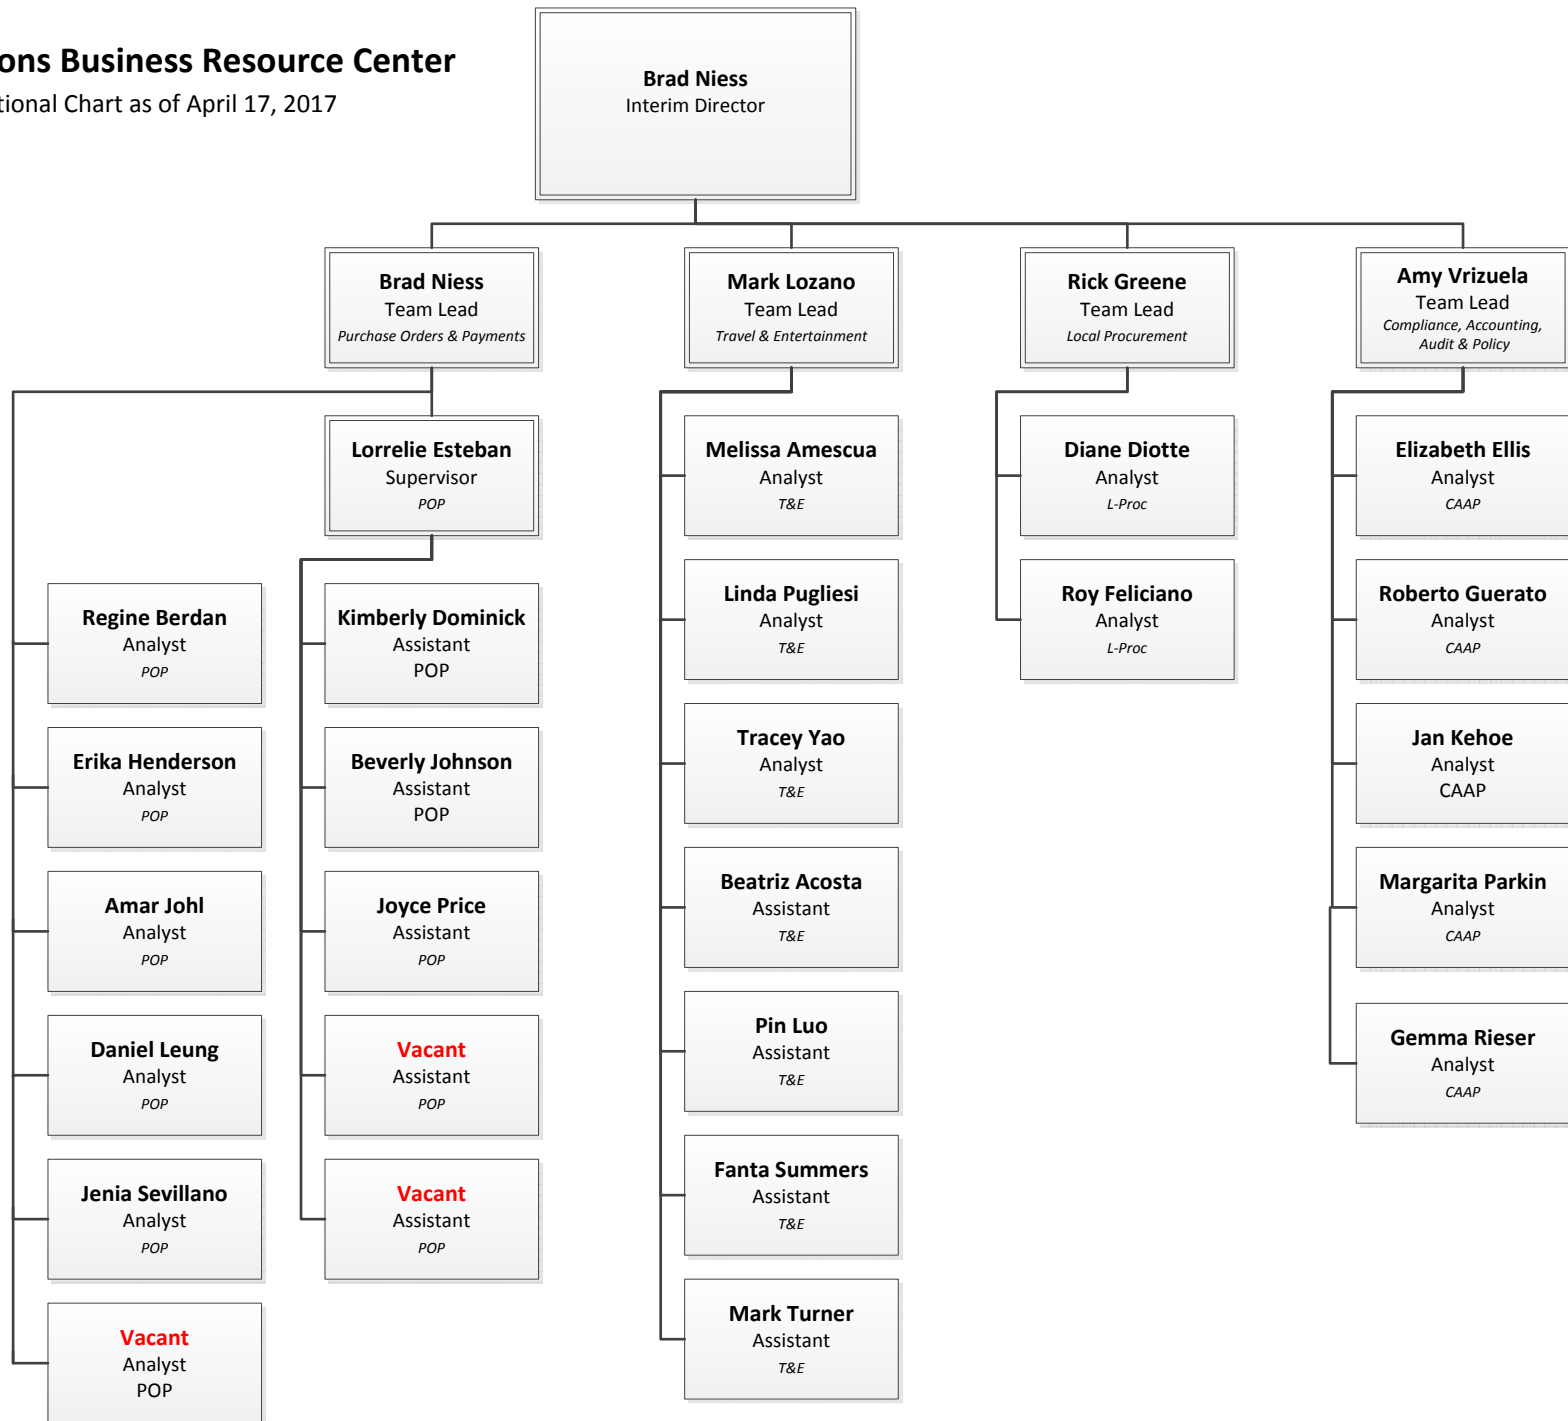 ons Business Resource Center
tional Chart as of April 17, 2017
Brad Niess
Interim Director
Brad Niess
Team Lead
Purchase Orders & Payments
Mark Lozano
Team Lead
Travel & Entertainment
Rick Greene
Team Lead
Local Procurement
Amy Vrizuela
Team Lead
Compliance, Accounting,
Audit & Policy
Lorrelie Esteban
Supervisor
POP
Regine Berdan
Analyst
POP
Erika Henderson
Analyst
POP
Amar Johl
Analyst
POP
Daniel Leung
Analyst
POP
Jenia Sevillano
Analyst
POP
Vacant
Analyst
POP
Kimberly Dominick
Assistant
POP
Beverly Johnson
Assistant
POP
Joyce Price
Assistant
POP
Vacant
Assistant
POP
Vacant
Assistant
POP
Melissa Amescua
Analyst
T&E
Linda Pugliesi
Analyst
T&E
Tracey Yao
Analyst
T&E
Beatriz Acosta
Assistant
T&E
Pin Luo
Assistant
T&E
Fanta Summers
Assistant
T&E
Mark Turner
Assistant
T&E
Diane Diotte
Analyst
L-Proc
Roy Feliciano
Analyst
L-Proc
Elizabeth Ellis
Analyst
CAAP
Roberto Guerato
Analyst
CAAP
Jan Kehoe
Analyst
CAAP
Margarita Parkin
Analyst
CAAP
Gemma Rieser
Analyst
CAAP